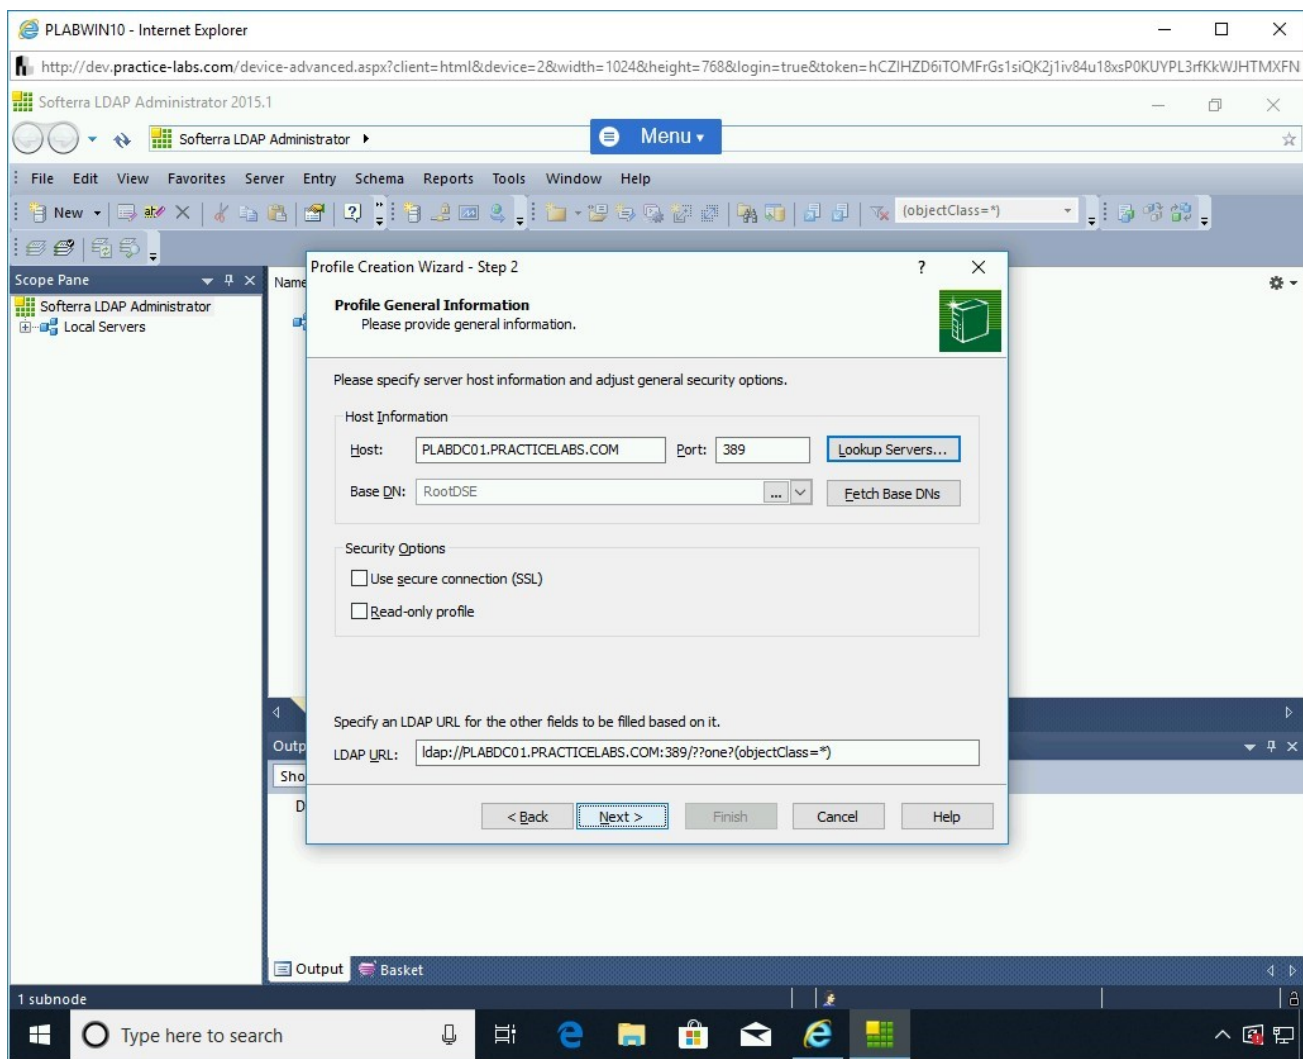 PLABWIN10 - Internet Explorer
http://dev.practice-labs.com/device-advanced.aspx?client=html&device=2&width=1024&height=768&login=true&token=hCZIHZD6iTOMFrGs1siQK2j1iv84u18xsP0KUYPL3rfKkWJHTMXFN
Softerra LDAP Administrator 2015.1
Softerra LDAP Administrator
Menu
File Edit View Favorites Server Entry Schema Reports Tools Window Help
New (objectClass=*)
Scope Pane
Name
Softerra LDAP Administrator
Local Servers
Profile Creation Wizard - Step 2
?
Profile General Information
Please provide general information.
Please specify server host information and adjust general security options.
Host Information
Host: PLABDC01.PRACTICELABS.COM Port: 389 Lookup Servers...
Base DN: RootDSE ... Fetch Base DNs
Security Options
Use secure connection (SSL)
Read-only profile
Specify an LDAP URL for the other fields to be filled based on it.
LDAP URL: ldap://PLABDC01.PRACTICELABS.COM:389/??one?(objectClass=*)
Outp
Sho
D
< Back Next > Finish Cancel Help
Output Basket
1 subnode
Type here to search